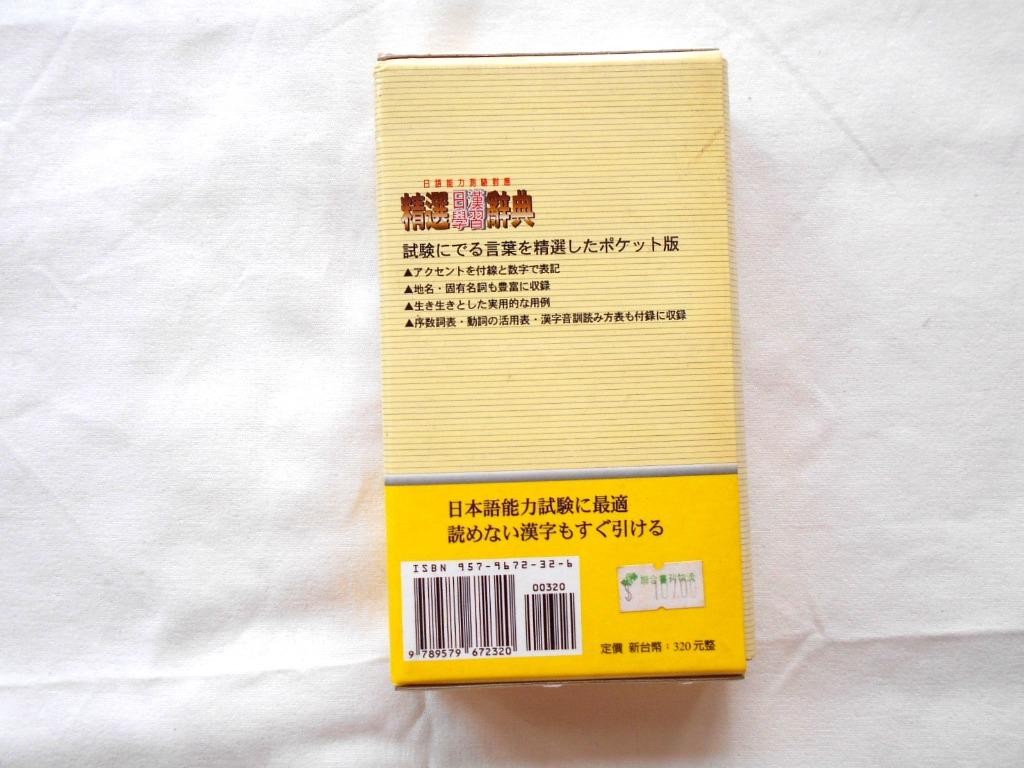 日語能力測驗對應
精選日漢學習辭典
試験にでる言葉を精選したポケット版
▲アクセントを付線と数字で表記
▲地名・固有名詞も豊富に収録
▲生き生きとした実用的な用例
▲序数詞表・動詞の活用表・漢字音訓読み方表も付録に収録
日本語能力試験に最適
読めない漢字もすぐ引ける
ISBN 957-9672-32-6
00320
9 789579 672320
$ 107.00
定價 新台幣：320元整